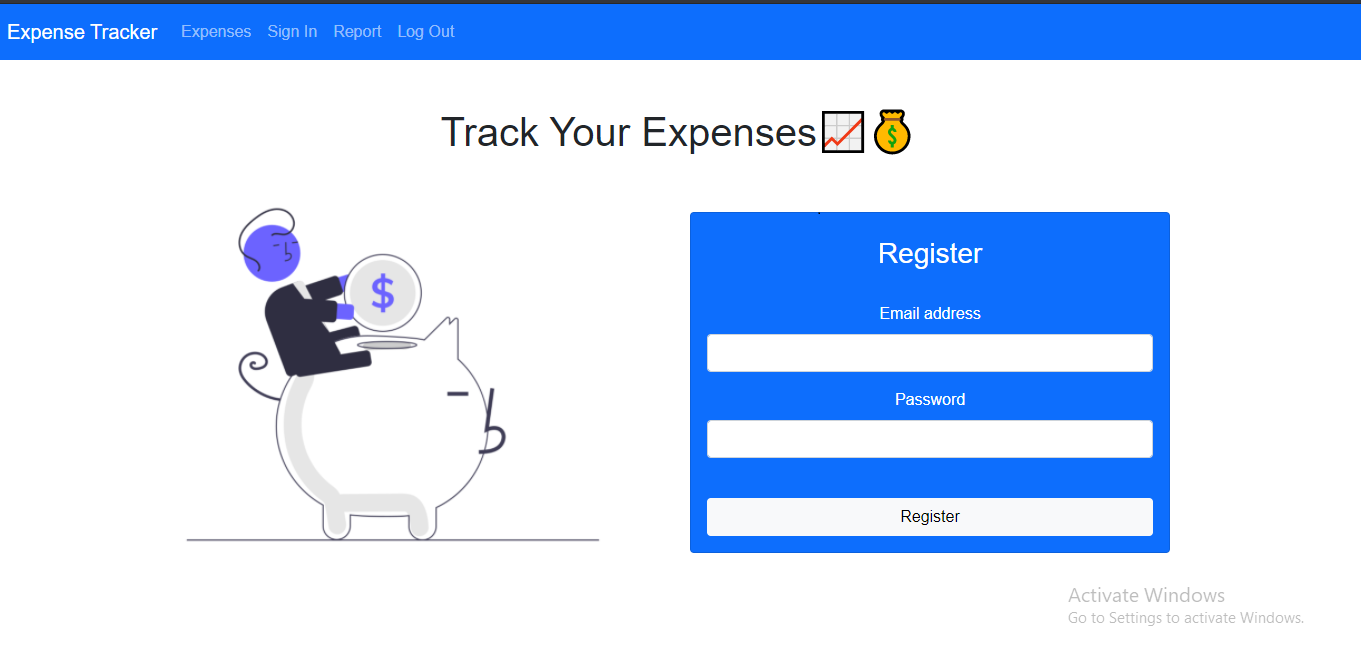 Expense Tracker Expenses Sign In Report Log Out
Track Your Expenses📈💰
$
Register
Email address
Password
Register
Activate Windows
Go to Settings to activate Windows.